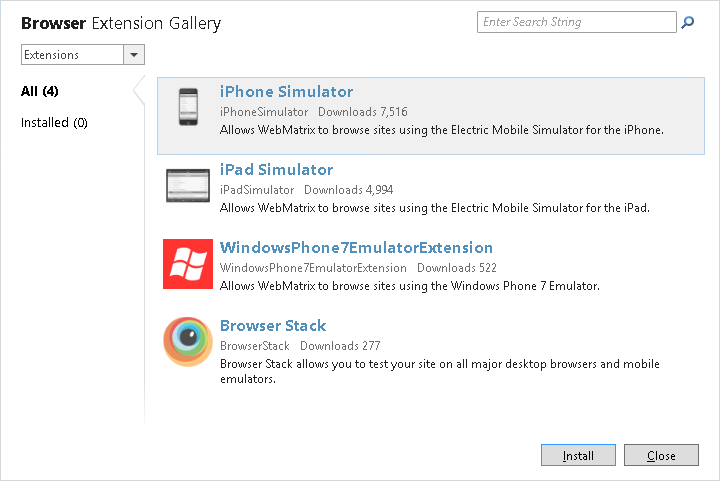 Browser Extension Gallery
Enter Search String
Extensions
All (4)
Installed (0)
iPhone Simulator
iPhoneSimulator Downloads 7,516
Allows WebMatrix to browse sites using the Electric Mobile Simulator for the iPhone.
iPad Simulator
iPadSimulator Downloads 4,994
Allows WebMatrix to browse sites using the Electric Mobile Simulator for the iPad.
WindowsPhone7EmulatorExtension
WindowsPhone7EmulatorExtension Downloads 522
Allows WebMatrix to browse sites using the Windows Phone 7 Emulator.
Browser Stack
BrowserStack Downloads 277
Browser Stack allows you to test your site on all major desktop browsers and mobile
emulators.
Install
Close